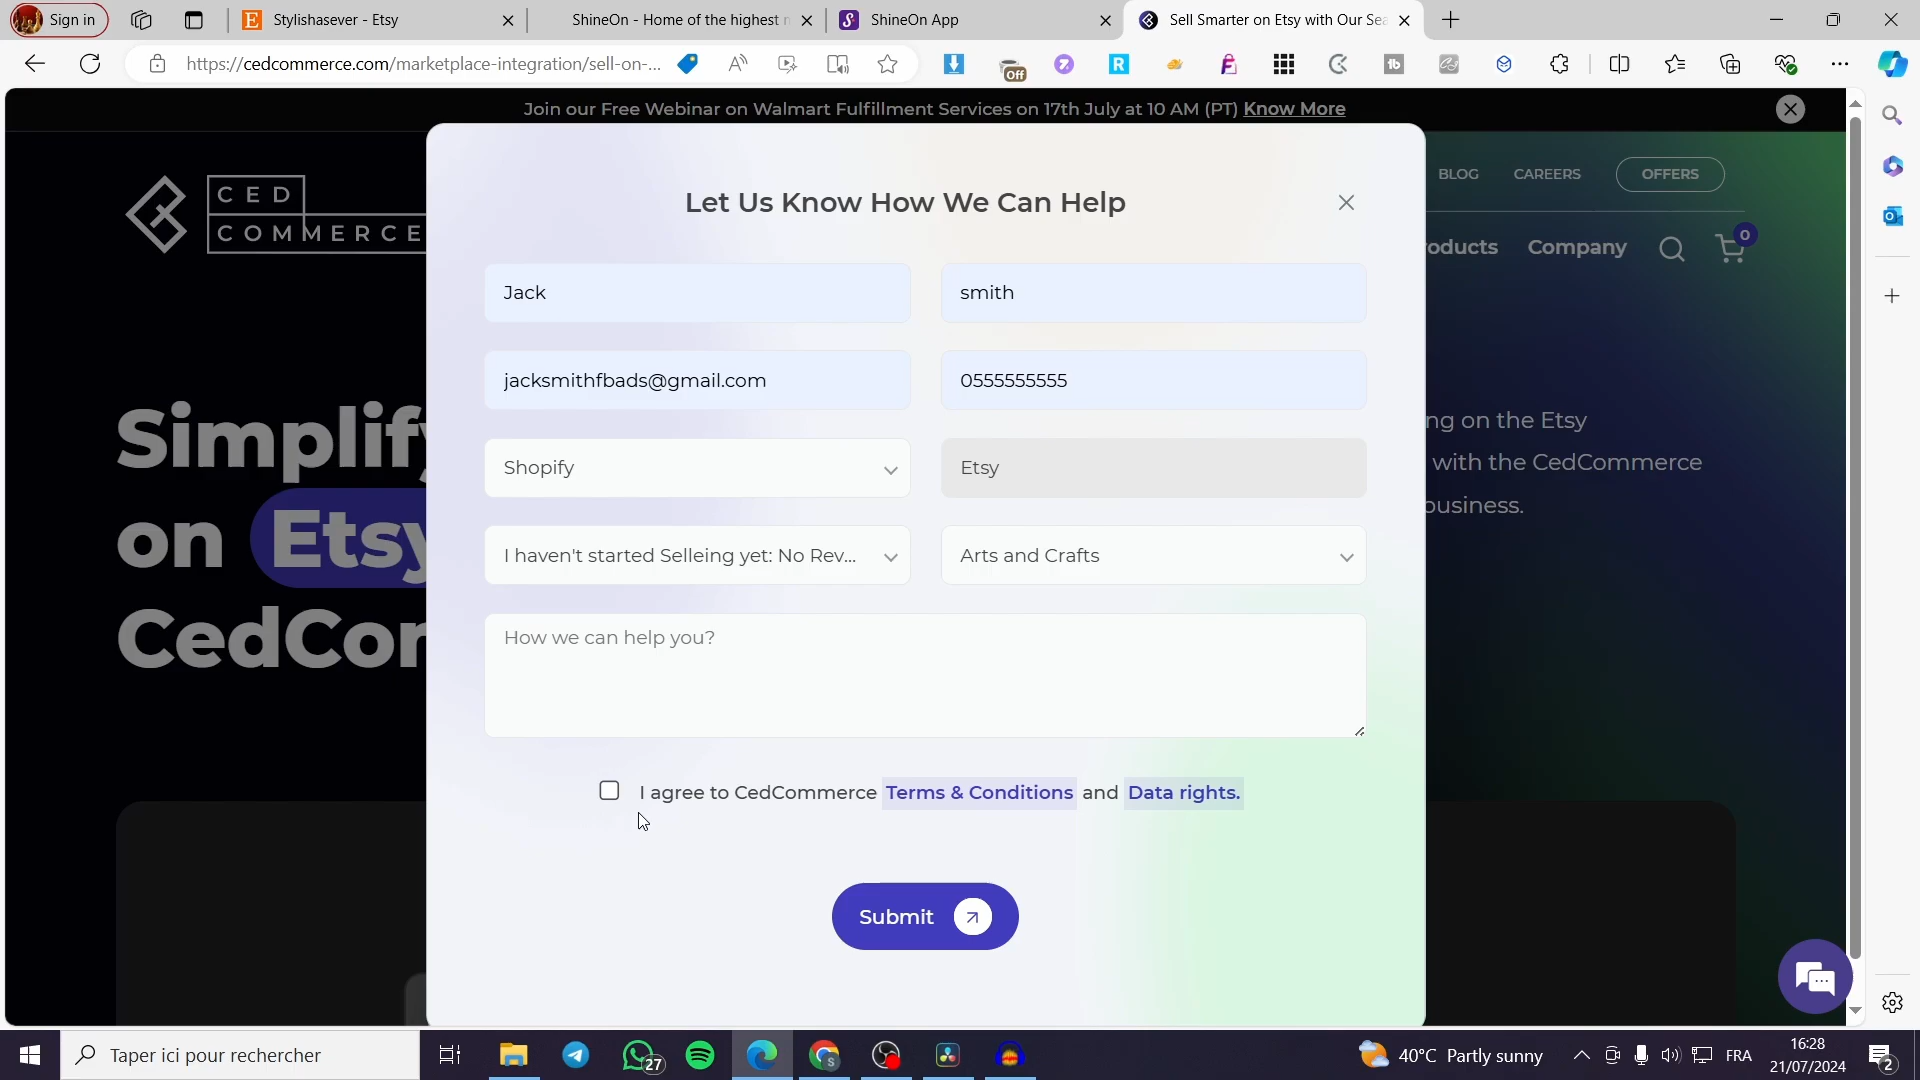 Sign in
Stylishasever - Etsy
ShineOn - Home of the highest
ShineOn App
Sell Smarter on Etsy with Our Sea
https://cedcommerce.com/marketplace-integration/sell-on-...
Off
Join our Free Webinar on Walmart Fulfillment Services on 17th July at 10 AM (PT) Know More
CED
COMMERCE
BLOG
CAREERS
OFFERS
oducts
Company
0
Let Us Know How We Can Help
Jack
smith
jacksmithfbads@gmail.com
0555555555
Shopify
Etsy
I haven't started Selleing yet: No Rev...
Arts and Crafts
How we can help you?
I agree to CedCommerce Terms & Conditions and Data rights.
Submit
Simplify
on Etsy
CedCor
ng on the Etsy
with the CedCommerce
business.
Taper ici pour rechercher
27
40°C Partly sunny
FRA
16:28
21/07/2024
2